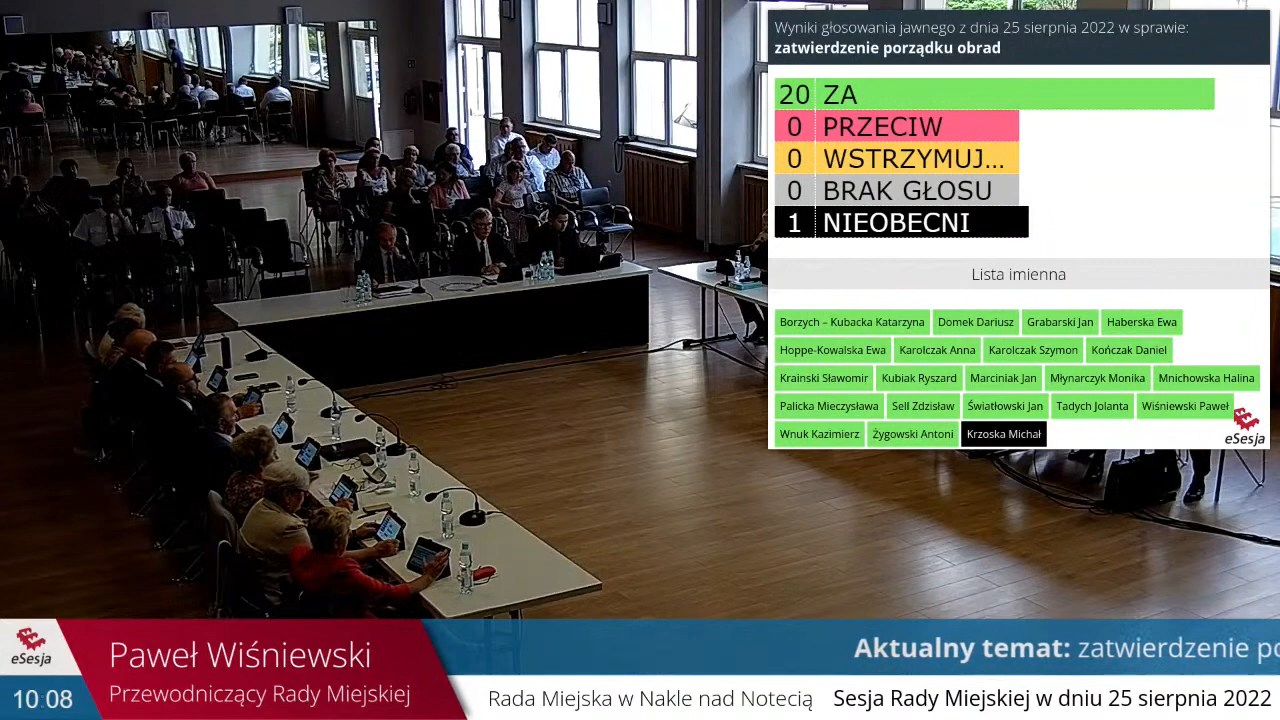 Wyniki głosowania jawnego z dnia 25 sierpnia 2022 w sprawie:
zatwierdzenie porządku obrad
20 ZA
0 PRZECIW
0 WSTRZYMUJ...
0 BRAK GŁOSU
1 NIEOBECNI
Lista imienna
Borzych – Kubacka Katarzyna Domek Dariusz Grabarski Jan Haberska Ewa
Hoppe-Kowalska Ewa Karolczak Anna Karolczak Szymon Kończak Daniel
Krainski Sławomir Kubiak Ryszard Marciniak Jan Młynarczyk Monika Mnichowska Halina
Palicka Mieczysława Sell Zdzisław Światłowski Jan Tadych Jolanta Wiśniewski Paweł
Wnuk Kazimierz Żygowski Antoni Krzoska Michał
eSesja
Aktualny temat: zatwierdzenie po
eSesja
Paweł Wiśniewski
Przewodniczący Rady Miejskiej
10:08
Rada Miejska w Nakle nad Notecią Sesja Rady Miejskiej w dniu 25 sierpnia 2022